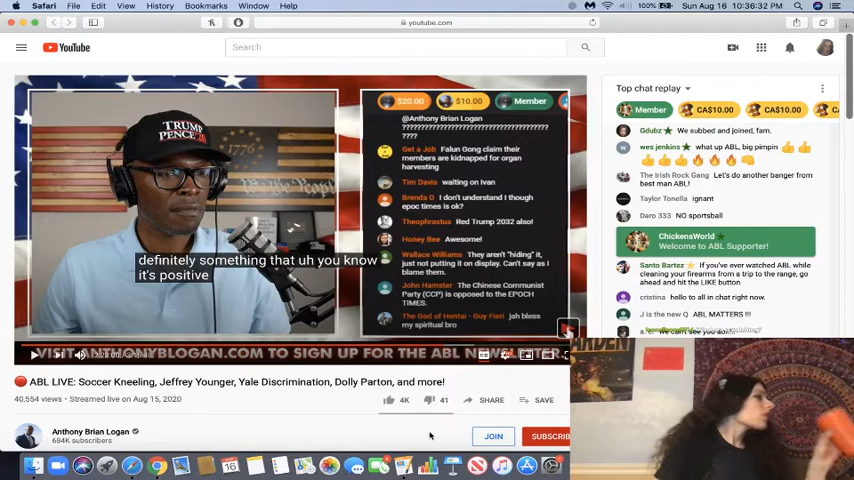 Safari File Edit View History Bookmarks Window Help
100% Sun Aug 16 10:36:32 PM
youtube.com
YouTube
Search
TRUMP
PENCE
We the People
definitely something that uh you know
it's positive
$20.00 $10.00 Member
@Anthony Brian Logan
Get a Job Falun Gong claim their
members are kidnapped for organ
harvesting
Tim Davis waiting on Ivan
Brenda D I don't understand I though
epoc times is ok?
Theophrastus Red Trump 2032 also!
Honey Bee Awesome!
Wallace Williams They aren't "hiding" it,
just not putting it on display. Can't say as I
blame them.
John Hamster The Chinese Communist
Party (CCP) is opposed to the EPOCH
TIMES.
The God of Hentai - Guy Fieri jah bless
my spiritual bro
VISIT ANTHONYBLOGAN.COM TO SIGN UP FOR THE ABL NEWSLETTER
ABL LIVE: Soccer Kneeling, Jeffrey Younger, Yale Discrimination, Dolly Parton, and more!
40,554 views • Streamed live on Aug 15, 2020
4K 41 SHARE SAVE
Anthony Brian Logan
684K subscribers
JOIN SUBSCRIB
Top chat replay
Member CA$10.00 CA$10.00 CA
Gdubz We subbed and joined, fam.
wes jenkins what up ABL, big pimpin
The Irish Rock Gang Let's do another banger from
best man ABL!
Taylor Tonella ignant
Daro 333 NO sportsball
ChickensWorld
Welcome to ABL Supporter!
Santo Bartez If you've ever watched ABL while
cleaning your firearms from a trip to the range, go
ahead and hit the LIKE button
cristina hello to all in chat right now.
J is the new Q ABL MATTERS !!!